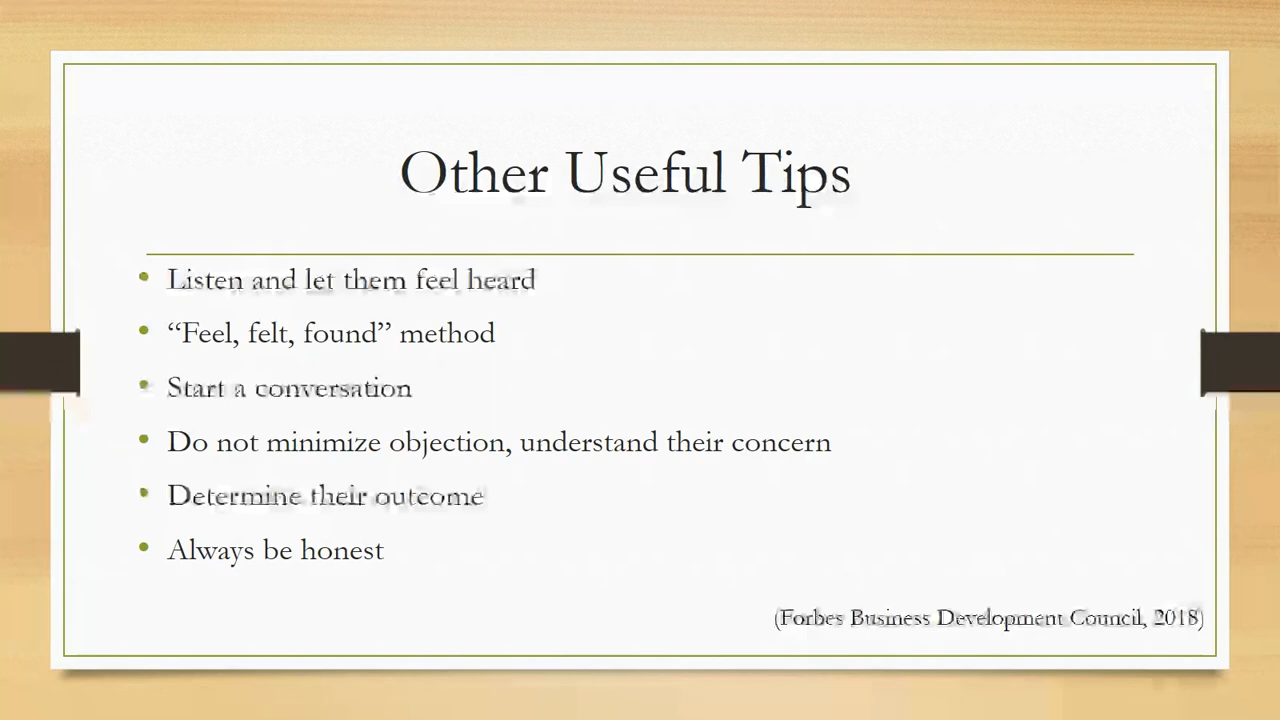 Other Useful Tips
• Listen and let them feel heard
• “Feel, felt, found” method
• Start a conversation
• Do not minimize objection, understand their concern
• Determine their outcome
• Always be honest
(Forbes Business Development Council, 2018)